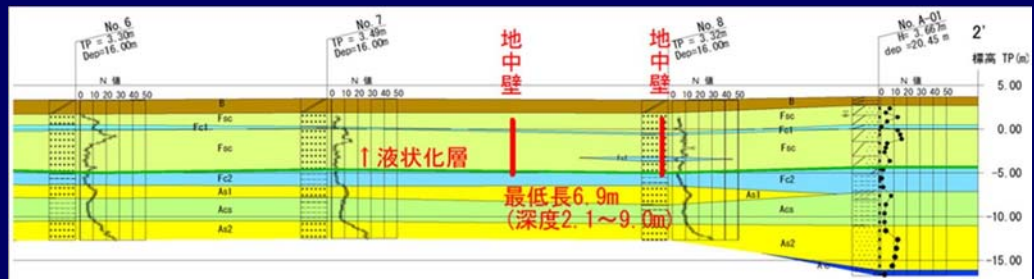 No. 6
TP = 3.30m
Dep=16.00m
No. 7
TP = 3.49m
Dep=16.00m
地中壁
地中壁
No. 8
TP = 3.32m
Dep=16.00m
No. A-01
H= 3.667m
dep =20.45 m
2'
標高 TP(m)
N 値
N 値
N 値
N 値
0 10 20 30 40 50
0 10 20 30 40 50
0 10 20 30 40 50
0 10 20 30 40 50
5.00
B
Fsc
Fsc
Fc1
Fc1
0.00
Fsc
Fsc
↑液状化層
Fc2
Fc2
-5.00
As1
As1
最低長6.9m
(深度2.1~9.0m)
Acs
Acs
-10.00
As2
As2
-15.00